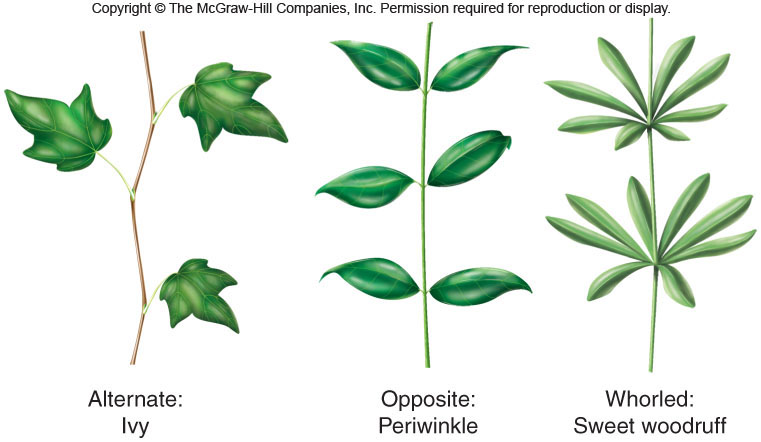 Copyright © The McGraw-Hill Companies, Inc. Permission required for reproduction or display.
Alternate:
Ivy
Opposite:
Periwinkle
Whorled:
Sweet woodruff